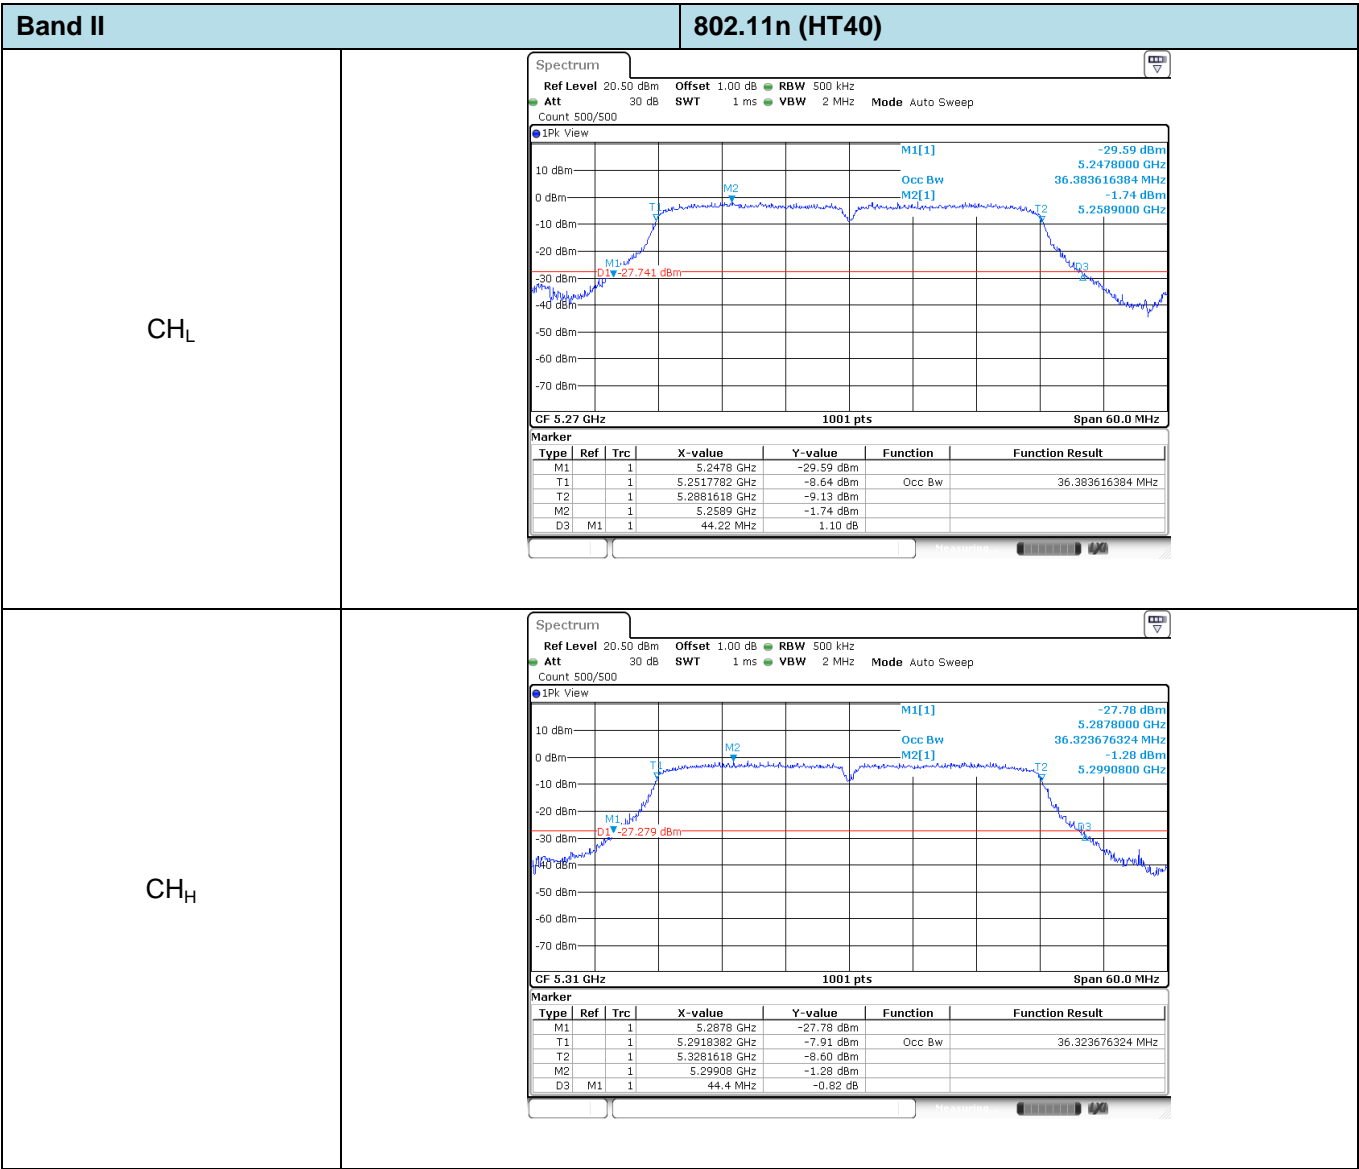 Band II 802.11n (HT40)
CHL
Spectrum
Ref Level 20.50 dBm Offset 1.00 dB RBW 500 kHz
Att 30 dB SWT 1 ms VBW 2 MHz Mode Auto Sweep
Count 500/500
1Pk View
M1[1] -29.59 dBm
5.2478000 GHz
Occ Bw 36.383616384 MHz
M2[1] -1.74 dBm
5.2589000 GHz
10 dBm
0 dBm
-10 dBm
-20 dBm
-30 dBm
-40 dBm
-50 dBm
-60 dBm
-70 dBm
M2
T1
T2
M1
D1 -27.741 dBm
D3
CF 5.27 GHz 1001 pts Span 60.0 MHz
Marker
Type Ref Trc X-value Y-value Function Function Result
M1 1 5.2478 GHz -29.59 dBm
T1 1 5.2517782 GHz -8.64 dBm Occ Bw 36.383616384 MHz
T2 1 5.2881618 GHz -9.13 dBm
M2 1 5.2589 GHz -1.74 dBm
D3 M1 1 44.22 MHz 1.10 dB
Measuring
CHH
Spectrum
Ref Level 20.50 dBm Offset 1.00 dB RBW 500 kHz
Att 30 dB SWT 1 ms VBW 2 MHz Mode Auto Sweep
Count 500/500
1Pk View
M1[1] -27.78 dBm
5.2878000 GHz
Occ Bw 36.323676324 MHz
M2[1] -1.28 dBm
5.2990800 GHz
10 dBm
0 dBm
-10 dBm
-20 dBm
-30 dBm
-40 dBm
-50 dBm
-60 dBm
-70 dBm
M2
T1
T2
M1
D1 -27.279 dBm
D3
CF 5.31 GHz 1001 pts Span 60.0 MHz
Marker
Type Ref Trc X-value Y-value Function Function Result
M1 1 5.2878 GHz -27.78 dBm
T1 1 5.2918382 GHz -7.91 dBm Occ Bw 36.323676324 MHz
T2 1 5.3281618 GHz -8.60 dBm
M2 1 5.29908 GHz -1.28 dBm
D3 M1 1 44.4 MHz -0.82 dB
Measuring